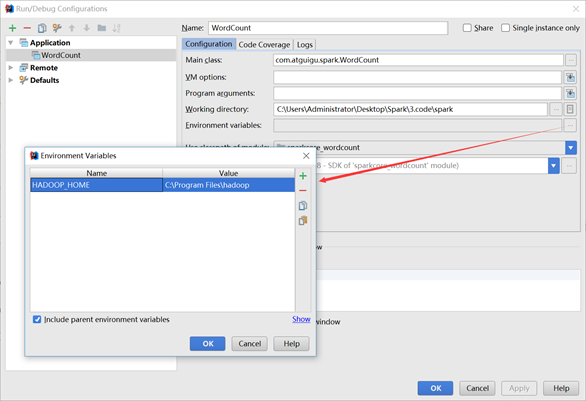 Run/Debug Configurations
Name: WordCount
Share
Single instance only
Application
WordCount
Remote
Defaults
Configuration Code Coverage Logs
Main class: com.atguigu.spark.WordCount
VM options:
Program arguments:
Working directory: C:\Users\Administrator\Desktop\Spark\3.code\spark
Environment variables:
Use classpath of module: sparkcore_wordcount
- SDK of 'sparkcore_wordcount' module)
Environment Variables
Name Value
HADOOP_HOME C:\Program Files\hadoop
Include parent environment variables
Show
OK Cancel Help
window
OK Cancel Apply Help